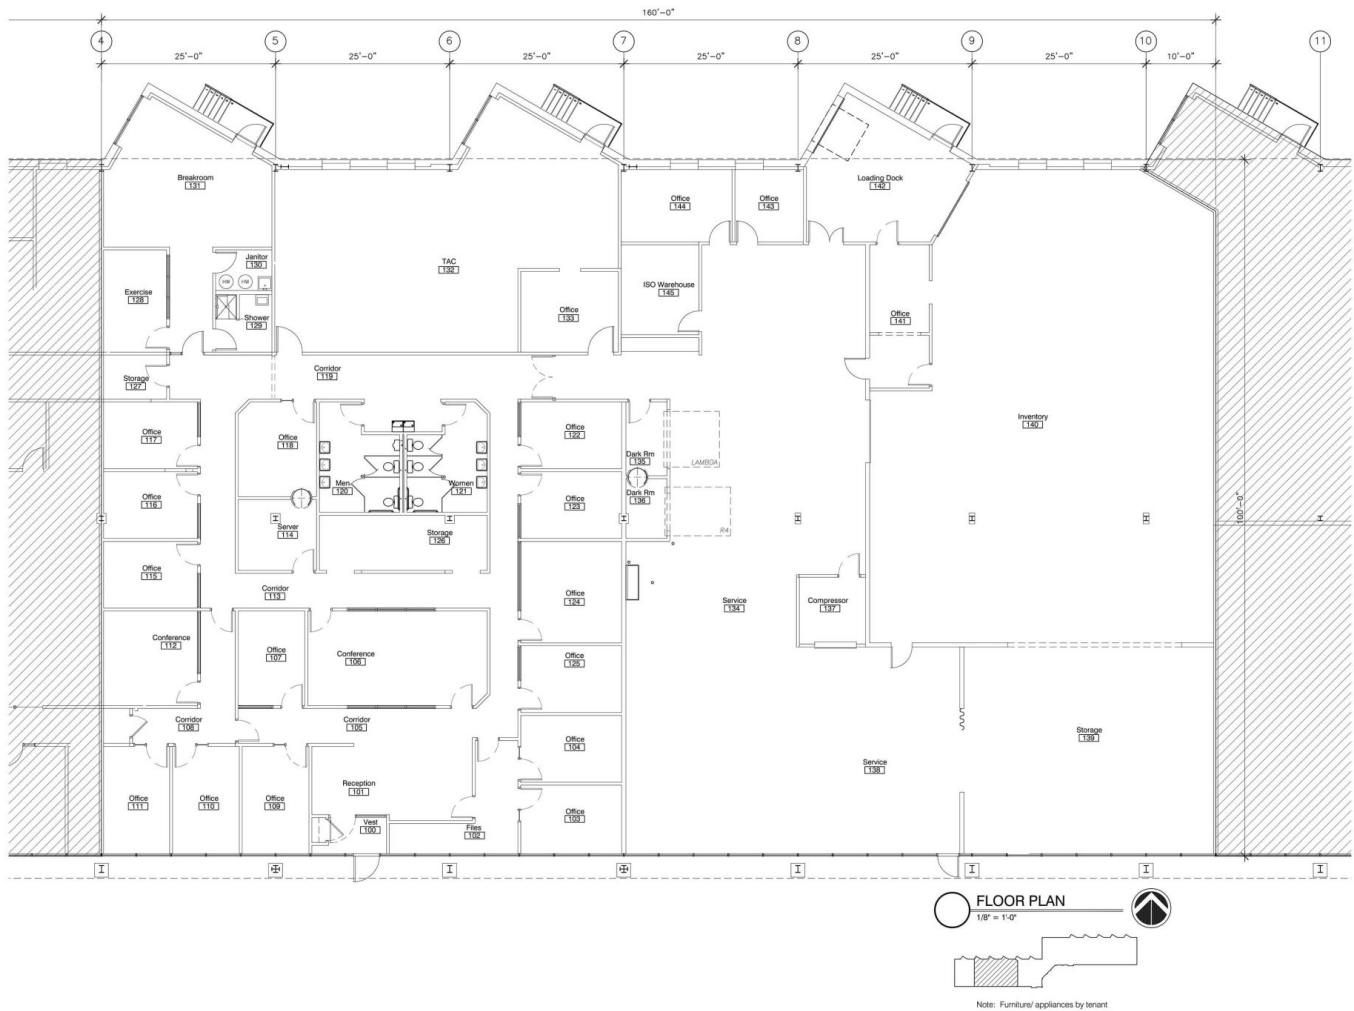 160'-0"
4
5
6
7
8
9
10
11
25'-0"
25'-0"
25'-0"
25'-0"
25'-0"
25'-0"
10'-0"
Breakroom
131
Office
144
Office
143
Loading Dock
142
Janitor
130
HW
HW
TAC
132
Exercise
128
ISO Warehouse
145
Shower
129
Office
133
Office
141
Corridor
119
Storage
127
Office
117
Office
118
Office
122
Inventory
140
Dark Rm
135
LAMBDA
Men
120
Women
121
Office
116
Office
123
Dark Rm
136
R4
100'-0"
Server
114
Storage
126
Office
115
Corridor
113
Office
124
Service
134
Compressor
137
Conference
112
Office
107
Conference
106
Office
125
Corridor
108
Corridor
105
Office
104
Storage
139
Service
138
Reception
101
Office
111
Office
110
Office
109
Vest
100
Files
102
Office
103
FLOOR PLAN
1/8" = 1'-0"
Note: Furniture/ appliances by tenant